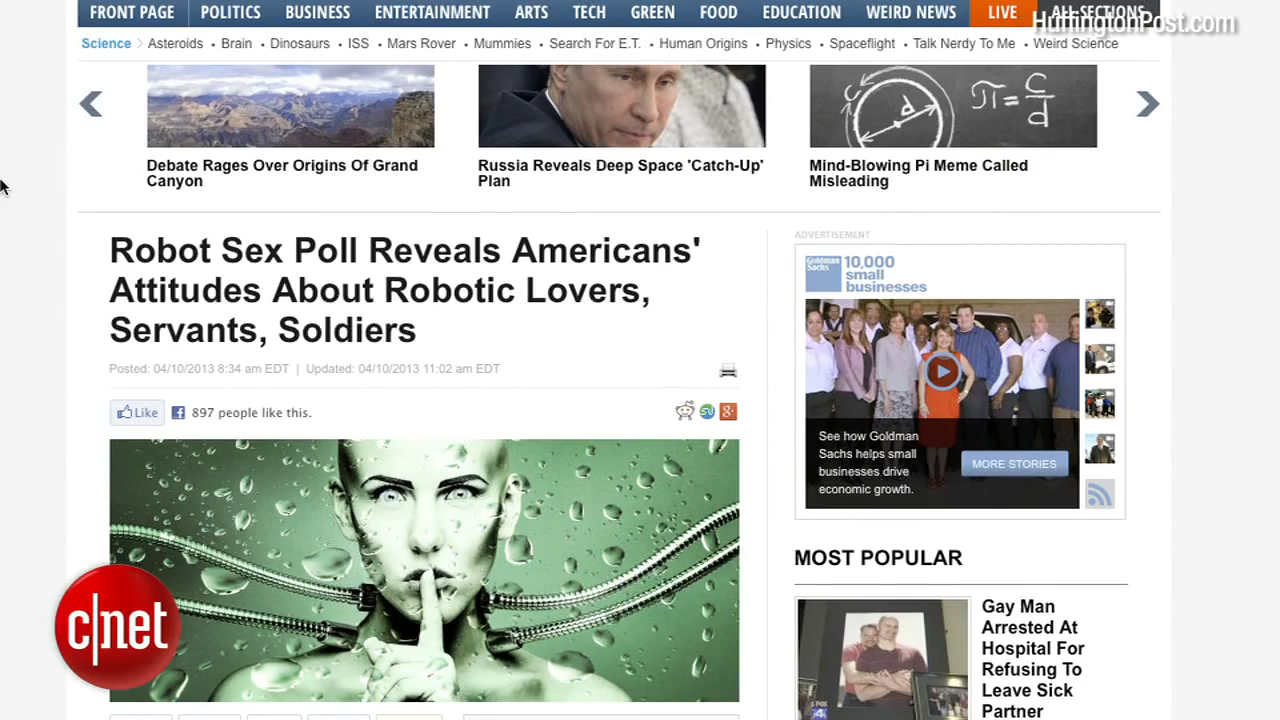 FRONT PAGE POLITICS BUSINESS ENTERTAINMENT ARTS TECH GREEN FOOD EDUCATION WEIRD NEWS LIVE ALL SECTIONS
HuffingtonPost.com
Science Asteroids • Brain • Dinosaurs • ISS • Mars Rover • Mummies • Search For E.T. • Human Origins • Physics • Spaceflight • Talk Nerdy To Me • Weird Science
C
d
π = C
d
Debate Rages Over Origins Of Grand
Canyon
Russia Reveals Deep Space 'Catch-Up'
Plan
Mind-Blowing Pi Meme Called
Misleading
Robot Sex Poll Reveals Americans'
Attitudes About Robotic Lovers,
Servants, Soldiers
Posted: 04/10/2013 8:34 am EDT | Updated: 04/10/2013 11:02 am EDT
Like 897 people like this.
c|net
ADVERTISEMENT
Goldman
Sachs
10,000
small
businesses
See how Goldman
Sachs helps small
businesses drive
economic growth.
MORE STORIES
MOST POPULAR
Gay Man
Arrested At
Hospital For
Refusing To
Leave Sick
Partner
FOX
4